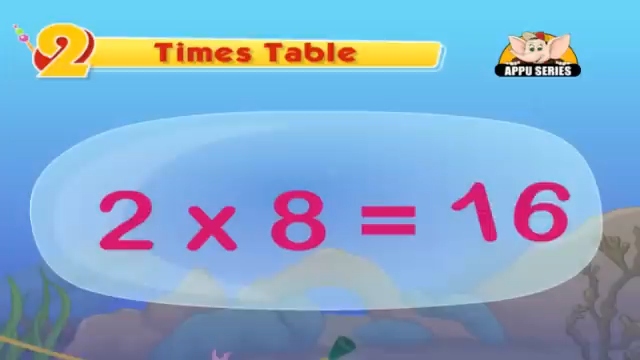 2 Times Table
APPU SERIES
2 x 8 = 16